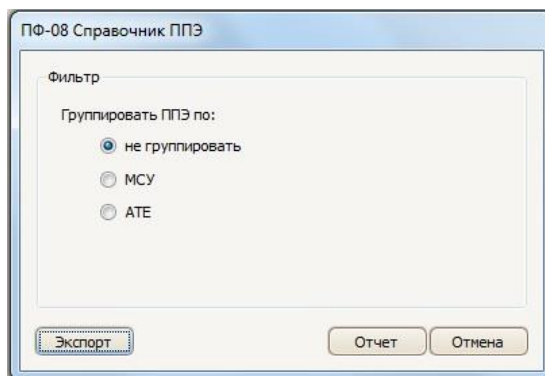 ПФ-08 Справочник ППЭ
Фильтр
Группировать ППЭ по:
не группировать
МСУ
АТЕ
Экспорт Отчет Отмена